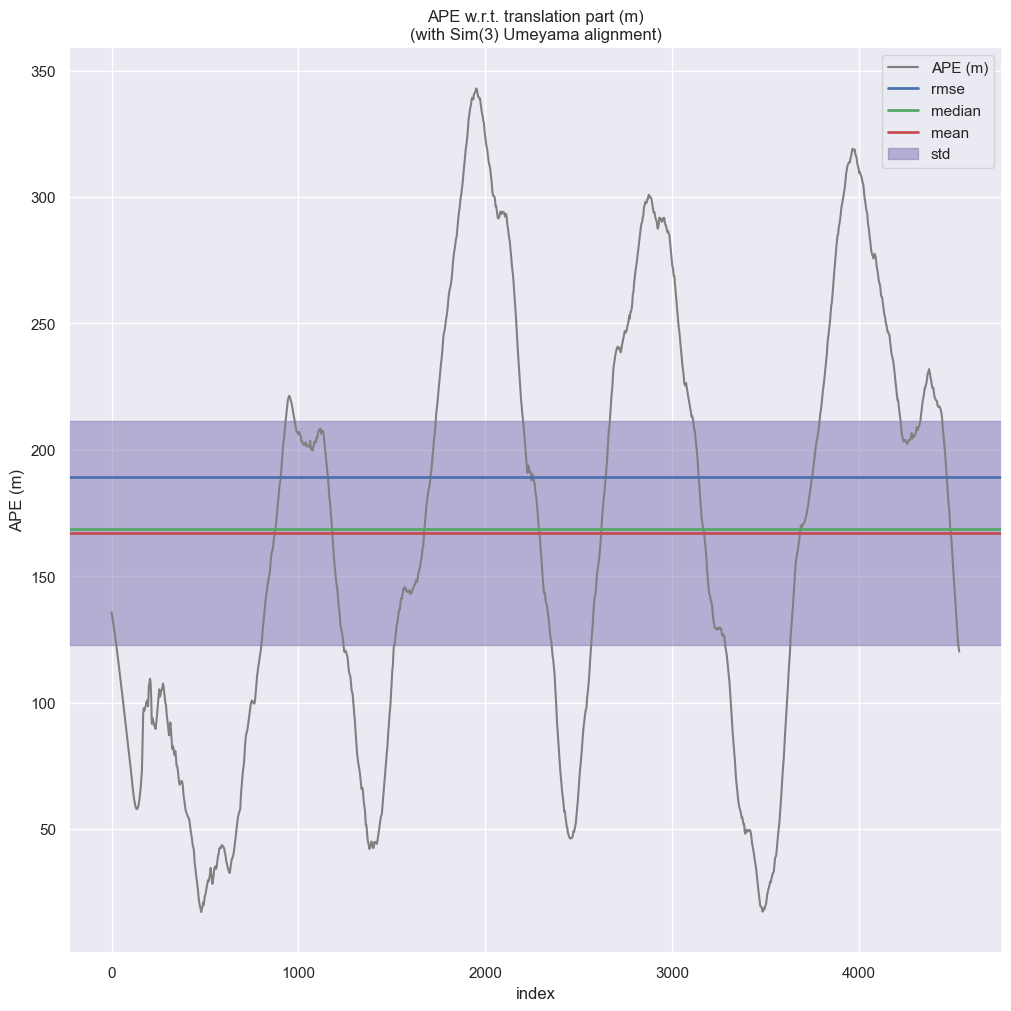 APE w.r.t. translation part (m)
(with Sim(3) Umeyama alignment)
APE (m)
rmse
median
mean
std
350
300
250
200
150
100
50
APE (m)
0 1000 2000 3000 4000
index